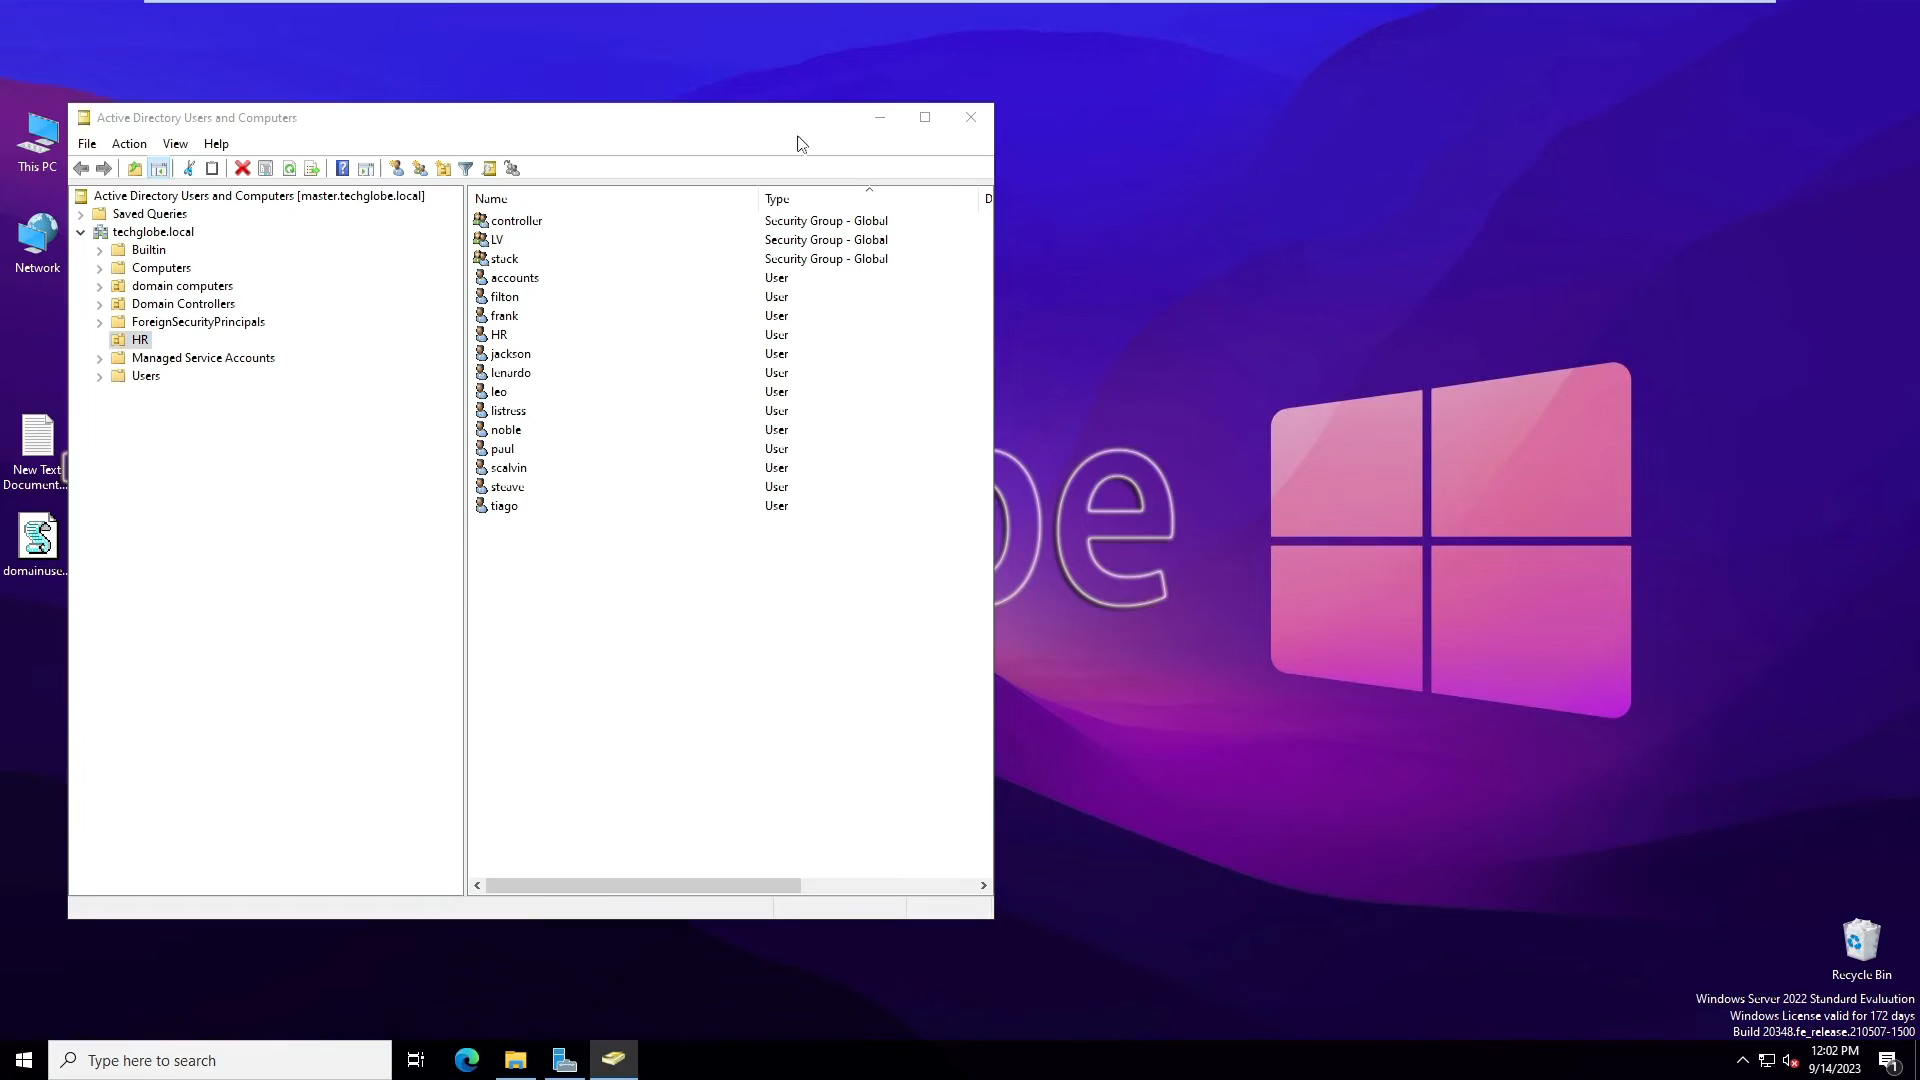 This PC
Network
New Text
Document...
domainuse...
Active Directory Users and Computers
File Action View Help
Active Directory Users and Computers [master.techglobe.local]
Saved Queries
techglobe.local
Builtin
Computers
domain computers
Domain Controllers
ForeignSecurityPrincipals
HR
Managed Service Accounts
Users
Name Type D
controller Security Group - Global
LV Security Group - Global
stack Security Group - Global
accounts User
filton User
frank User
HR User
jackson User
lenardo User
leo User
listress User
noble User
paul User
scalvin User
steave User
tiago User
be
Recycle Bin
Windows Server 2022 Standard Evaluation
Windows License valid for 172 days
Build 20348.fe_release.210507-1500
Type here to search
12:02 PM
9/14/2023
1